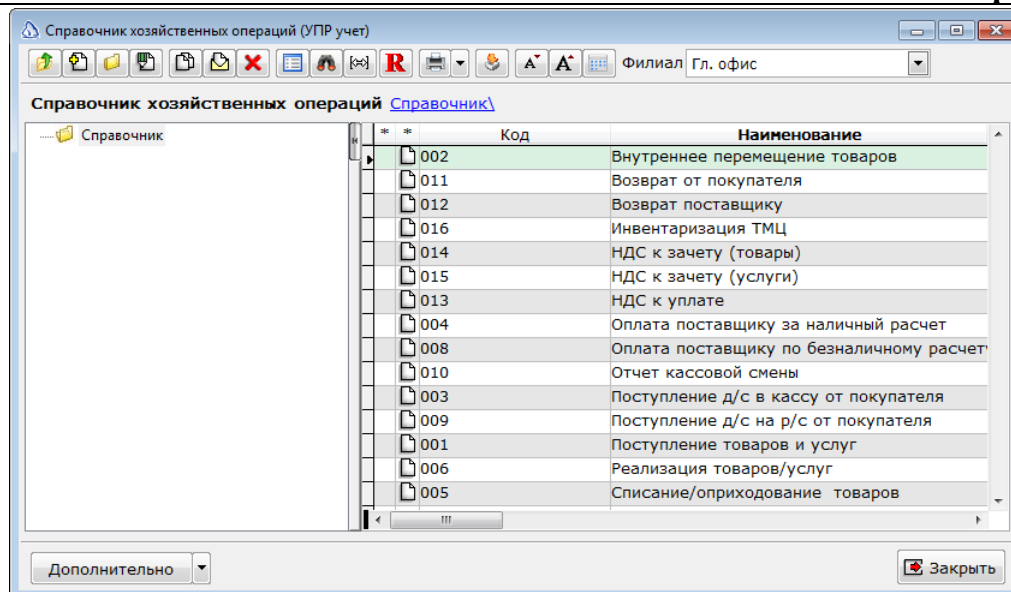 Справочник хозяйственных операций (УПР учет)
R A A Филиал Гл. офис
Справочник хозяйственных операций Справочник\
Справочник
* * Код Наименование
002 Внутреннее перемещение товаров
011 Возврат от покупателя
012 Возврат поставщику
016 Инвентаризация ТМЦ
014 НДС к зачету (товары)
015 НДС к зачету (услуги)
013 НДС к уплате
004 Оплата поставщику за наличный расчет
008 Оплата поставщику по безналичному расчет
010 Отчет кассовой смены
003 Поступление д/с в кассу от покупателя
009 Поступление д/с на р/с от покупателя
001 Поступление товаров и услуг
006 Реализация товаров/услуг
005 Списание/оприходование товаров
Дополнительно
Закрыть